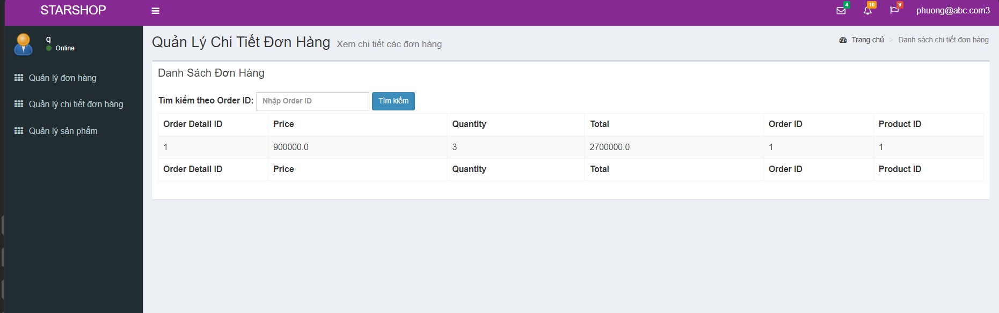 STARSHOP
4
10
9
phuong@abc.com3
q
Online
Quản lý đơn hàng
Quản lý chi tiết đơn hàng
Quản lý sản phẩm
Quản Lý Chi Tiết Đơn Hàng Xem chi tiết các đơn hàng
Trang chủ > Danh sách chi tiết đơn hàng
Danh Sách Đơn Hàng
Tìm kiếm theo Order ID: Nhập Order ID Tìm kiếm
Order Detail ID Price Quantity Total Order ID Product ID
1 900000.0 3 2700000.0 1 1
Order Detail ID Price Quantity Total Order ID Product ID